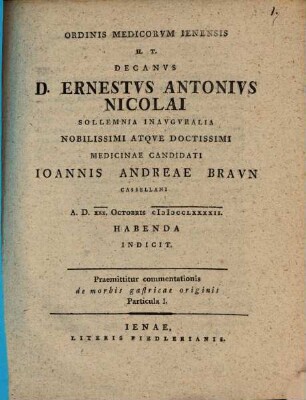 1.
ORDINIS MEDICORVM IENENSIS
H. T.
DECANVS
D. ERNESTVS ANTONIVS
NICOLAI
SOLLEMNIA INAVGVRALIA
NOBILISSIMI ATQVE DOCTISSIMI
MEDICINAE CANDIDATI
IOANNIS ANDREAE BRAVN
CASSELLANI
A. D. XXX. OCTOBRIS CIƆIƆCCLXXXXII.
HABENDA
INDICIT.
Praemittitur commentationis
de morbis gaſtricae originis
Particula I.
IENAE,
LITERIS FIEDLERIANIS.